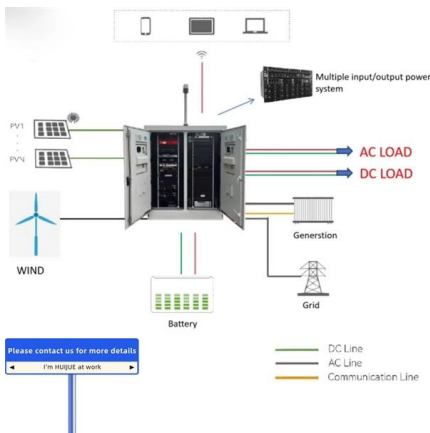 Multiple input/output power
system
PV1
PVN
AC LOAD
DC LOAD
WIND
Generstion
Battery
Grid
Please contact us for more details
I'm HUIJUE at work
DC Line
AC Line
Communication Line